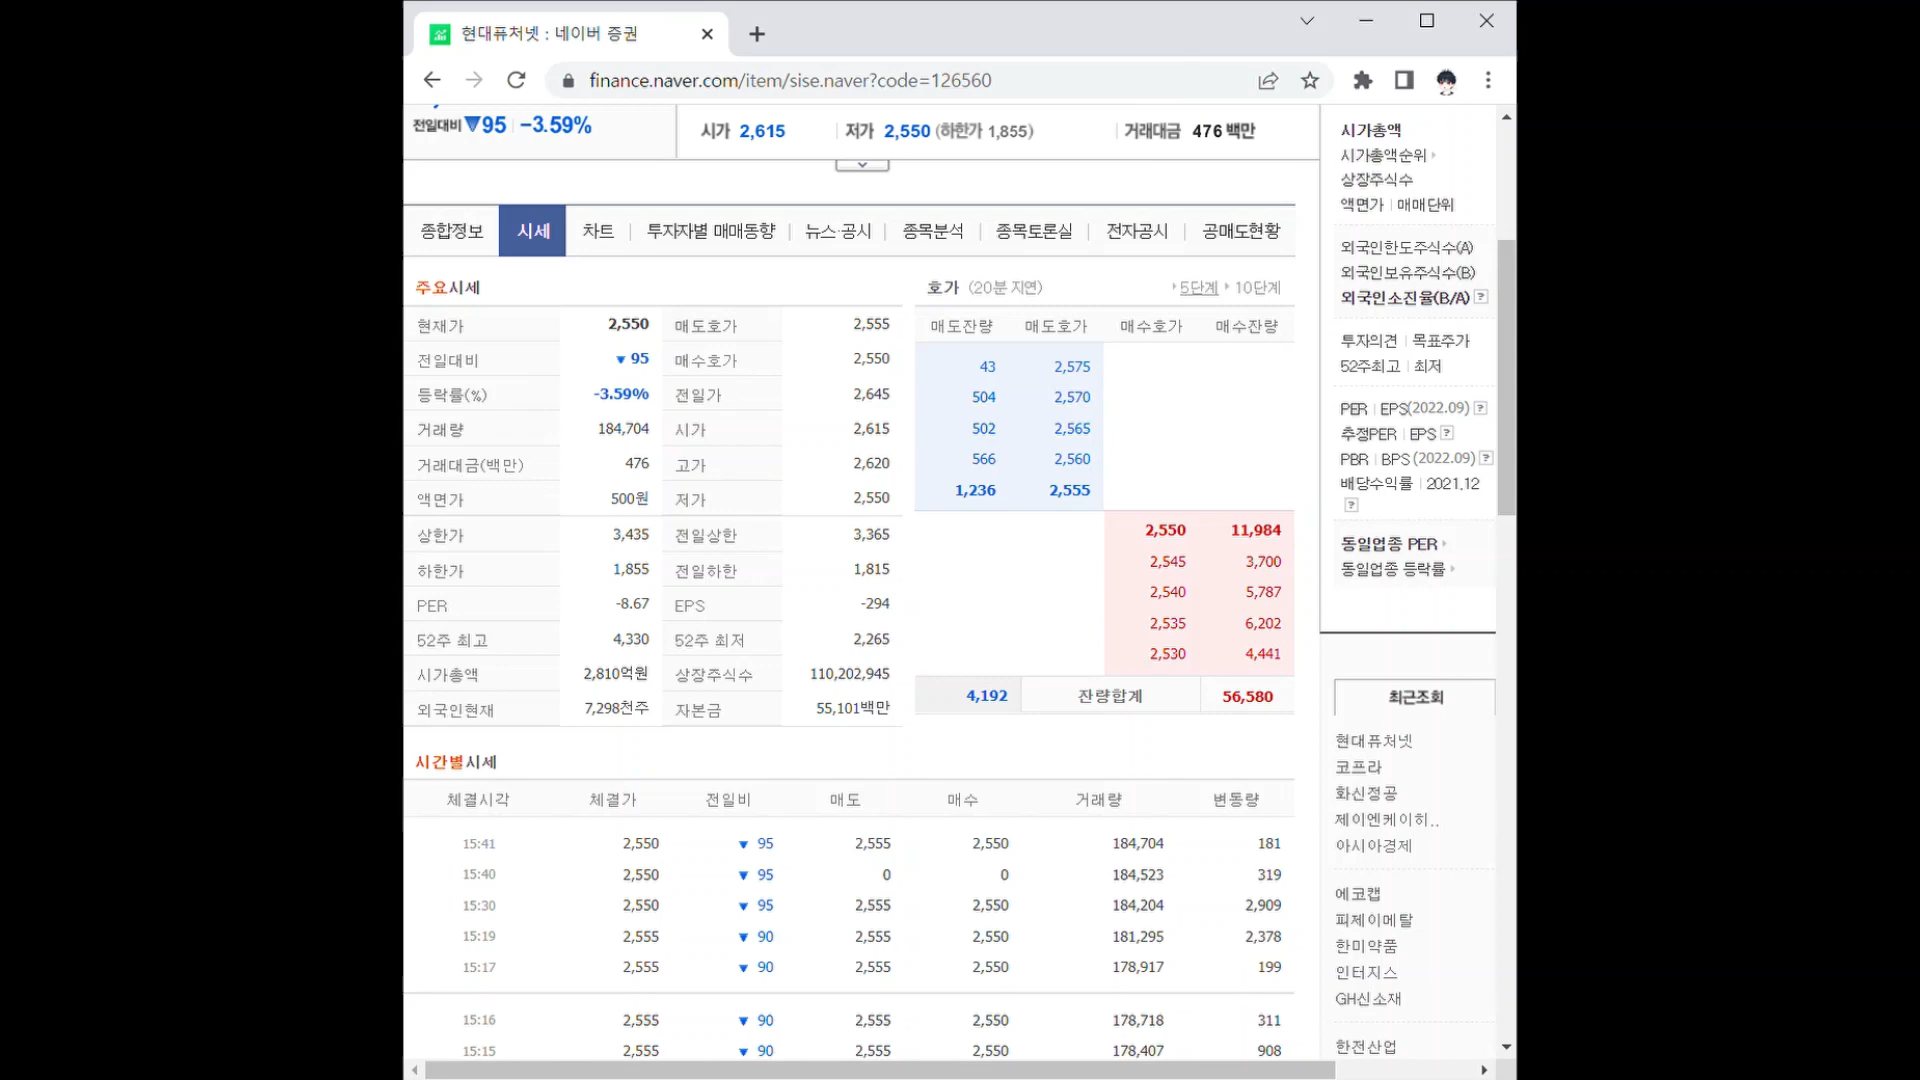 현대퓨처넷 : 네이버 증권
finance.naver.com/item/sise.naver?code=126560
전일대비 ▼95 -3.59%
시가 2,615 저가 2,550 (하한가 1,855) 거래대금 476 백만
종합정보 시세 차트 투자자별 매매동향 뉴스·공시 종목분석 종목토론실 전자공시 공매도현황
주요시세
현재가 2,550 매도호가 2,555
전일대비 ▼ 95 매수호가 2,550
등락률(%) -3.59% 전일가 2,645
거래량 184,704 시가 2,615
거래대금(백만) 476 고가 2,620
액면가 500원 저가 2,550
상한가 3,435 전일상한 3,365
하한가 1,855 전일하한 1,815
PER -8.67 EPS -294
52주 최고 4,330 52주 최저 2,265
시가총액 2,810억원 상장주식수 110,202,945
외국인현재 7,298천주 자본금 55,101백만
호가 (20분 지연) 5단계 10단계
매도잔량 매도호가 매수호가 매수잔량
43 2,575
504 2,570
502 2,565
566 2,560
1,236 2,555
2,550 11,984
2,545 3,700
2,540 5,787
2,535 6,202
2,530 4,441
4,192 잔량합계 56,580
시간별시세
체결시각 체결가 전일비 매도 매수 거래량 변동량
15:41 2,550 ▼ 95 2,555 2,550 184,704 181
15:40 2,550 ▼ 95 0 0 184,523 319
15:30 2,550 ▼ 95 2,555 2,550 184,204 2,909
15:19 2,555 ▼ 90 2,555 2,550 181,295 2,378
15:17 2,555 ▼ 90 2,555 2,550 178,917 199
15:16 2,555 ▼ 90 2,555 2,550 178,718 311
15:15 2,555 ▼ 90 2,555 2,550 178,407 908
시가총액
시가총액순위
상장주식수
액면가 매매단위
외국인한도주식수(A)
외국인보유주식수(B)
외국인소진율(B/A) ?
투자의견 목표주가
52주최고 최저
PER EPS(2022.09) ?
추정PER EPS ?
PBR BPS (2022.09) ?
배당수익률 2021.12
?
동일업종 PER
동일업종 등락률
최근조회
현대퓨처넷
코프라
화신정공
제이엔케이히..
아시아경제
에코캡
피제이메탈
한미약품
인터지스
GH신소재
한전산업